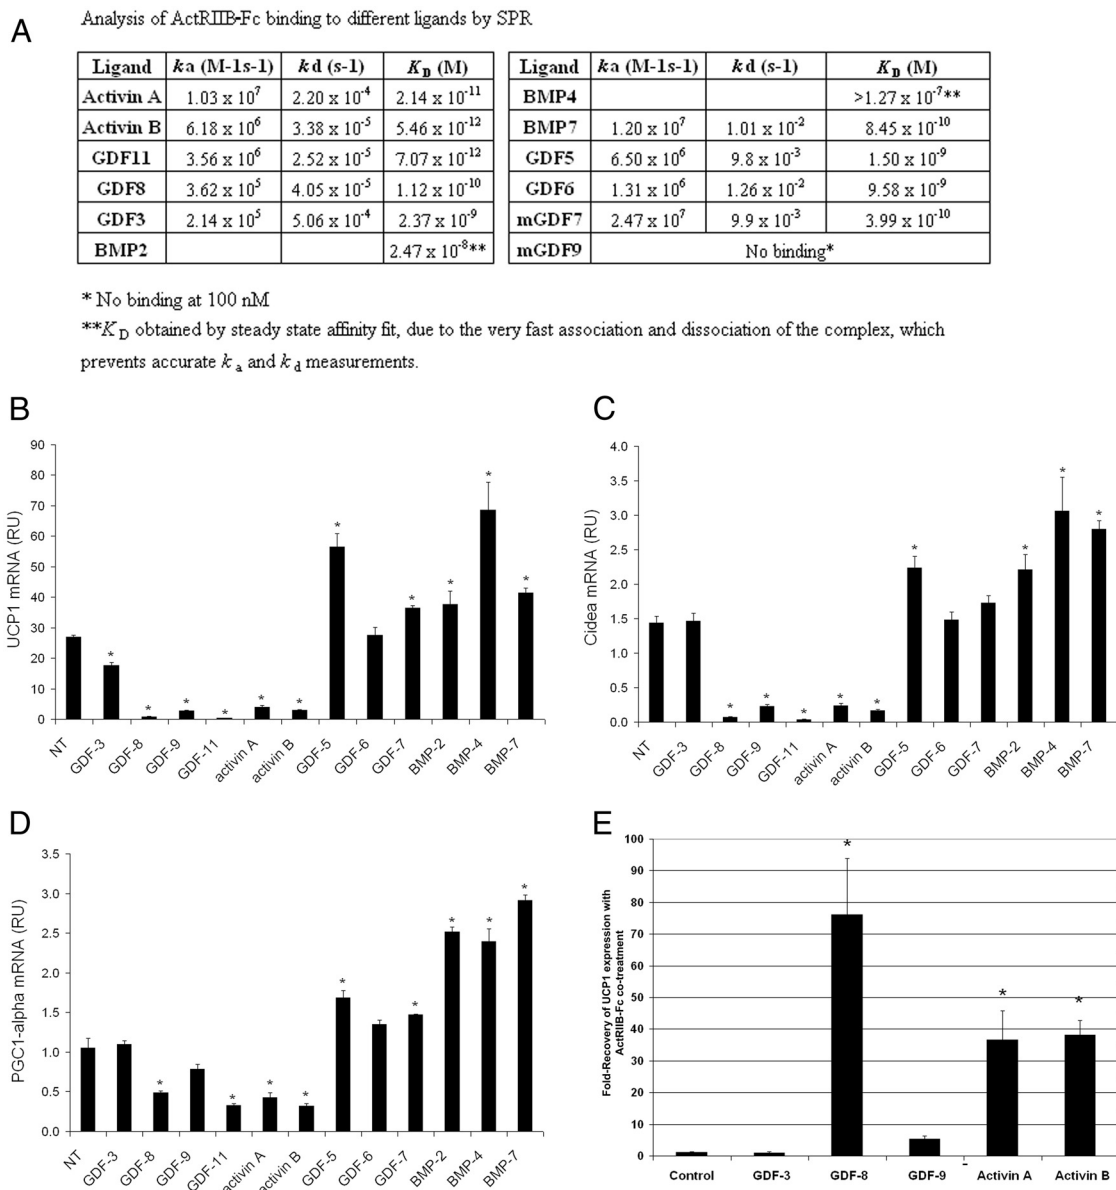 A
Analysis of ActRIIB-Fc binding to different ligands by SPR
Ligand ka (M-1s-1) kd (s-1) K_D (M)
Activin A 1.03 x 10^7 2.20 x 10^-4 2.14 x 10^-11
Activin B 6.18 x 10^6 3.38 x 10^-5 5.46 x 10^-12
GDF11 3.56 x 10^6 2.52 x 10^-5 7.07 x 10^-12
GDF8 3.62 x 10^5 4.05 x 10^-5 1.12 x 10^-10
GDF3 2.14 x 10^5 5.06 x 10^-4 2.37 x 10^-9
BMP2 2.47 x 10^-8**
Ligand ka (M-1s-1) kd (s-1) K_D (M)
BMP4 >1.27 x 10^-7**
BMP7 1.20 x 10^7 1.01 x 10^-2 8.45 x 10^-10
GDF5 6.50 x 10^6 9.8 x 10^-3 1.50 x 10^-9
GDF6 1.31 x 10^6 1.26 x 10^-2 9.58 x 10^-9
mGDF7 2.47 x 10^7 9.9 x 10^-3 3.99 x 10^-10
mGDF9 No binding*
* No binding at 100 nM
**K_D obtained by steady state affinity fit, due to the very fast association and dissociation of the complex, which
prevents accurate k_a and k_d measurements.
B
UCP1 mRNA (RU)
90
80
70
60
50
40
30
20
10
0
* * * * * * * * * * *
NT GDF-3 GDF-8 GDF-9 GDF-11 activin A activin B GDF-5 GDF-6 GDF-7 BMP-2 BMP-4 BMP-7
C
Cidea mRNA (RU)
4.0
3.5
3.0
2.5
2.0
1.5
1.0
0.5
0.0
* * * * * * * * *
NT GDF-3 GDF-8 GDF-9 GDF-11 activin A activin B GDF-5 GDF-6 GDF-7 BMP-2 BMP-4 BMP-7
D
PGC1-alpha mRNA (RU)
3.5
3.0
2.5
2.0
1.5
1.0
0.5
0.0
* * * * * * * * *
NT GDF-3 GDF-8 GDF-9 GDF-11 activin A activin B GDF-5 GDF-6 GDF-7 BMP-2 BMP-4 BMP-7
E
Fold-Recovery of UCP1 expression with
ActRIIB-Fc co-treatment
100
90
80
70
60
50
40
30
20
10
0
* * *
Control GDF-3 GDF-8 GDF-9 Activin A Activin B